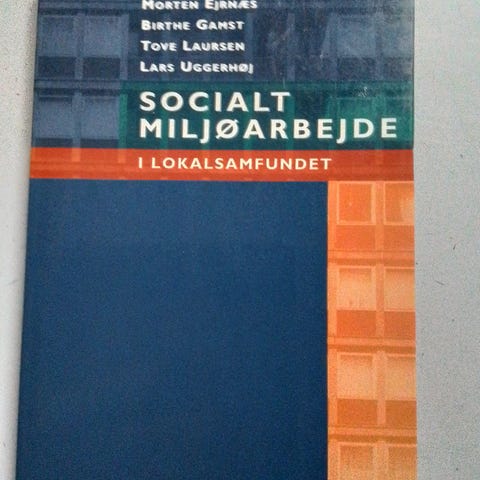 MORTEN EJRNÆS
BIRTHE GAMST
TOVE LAURSEN
LARS UGGERHØJ
SOCIALT
MILJØARBEJDE
I LOKALSAMFUNDET